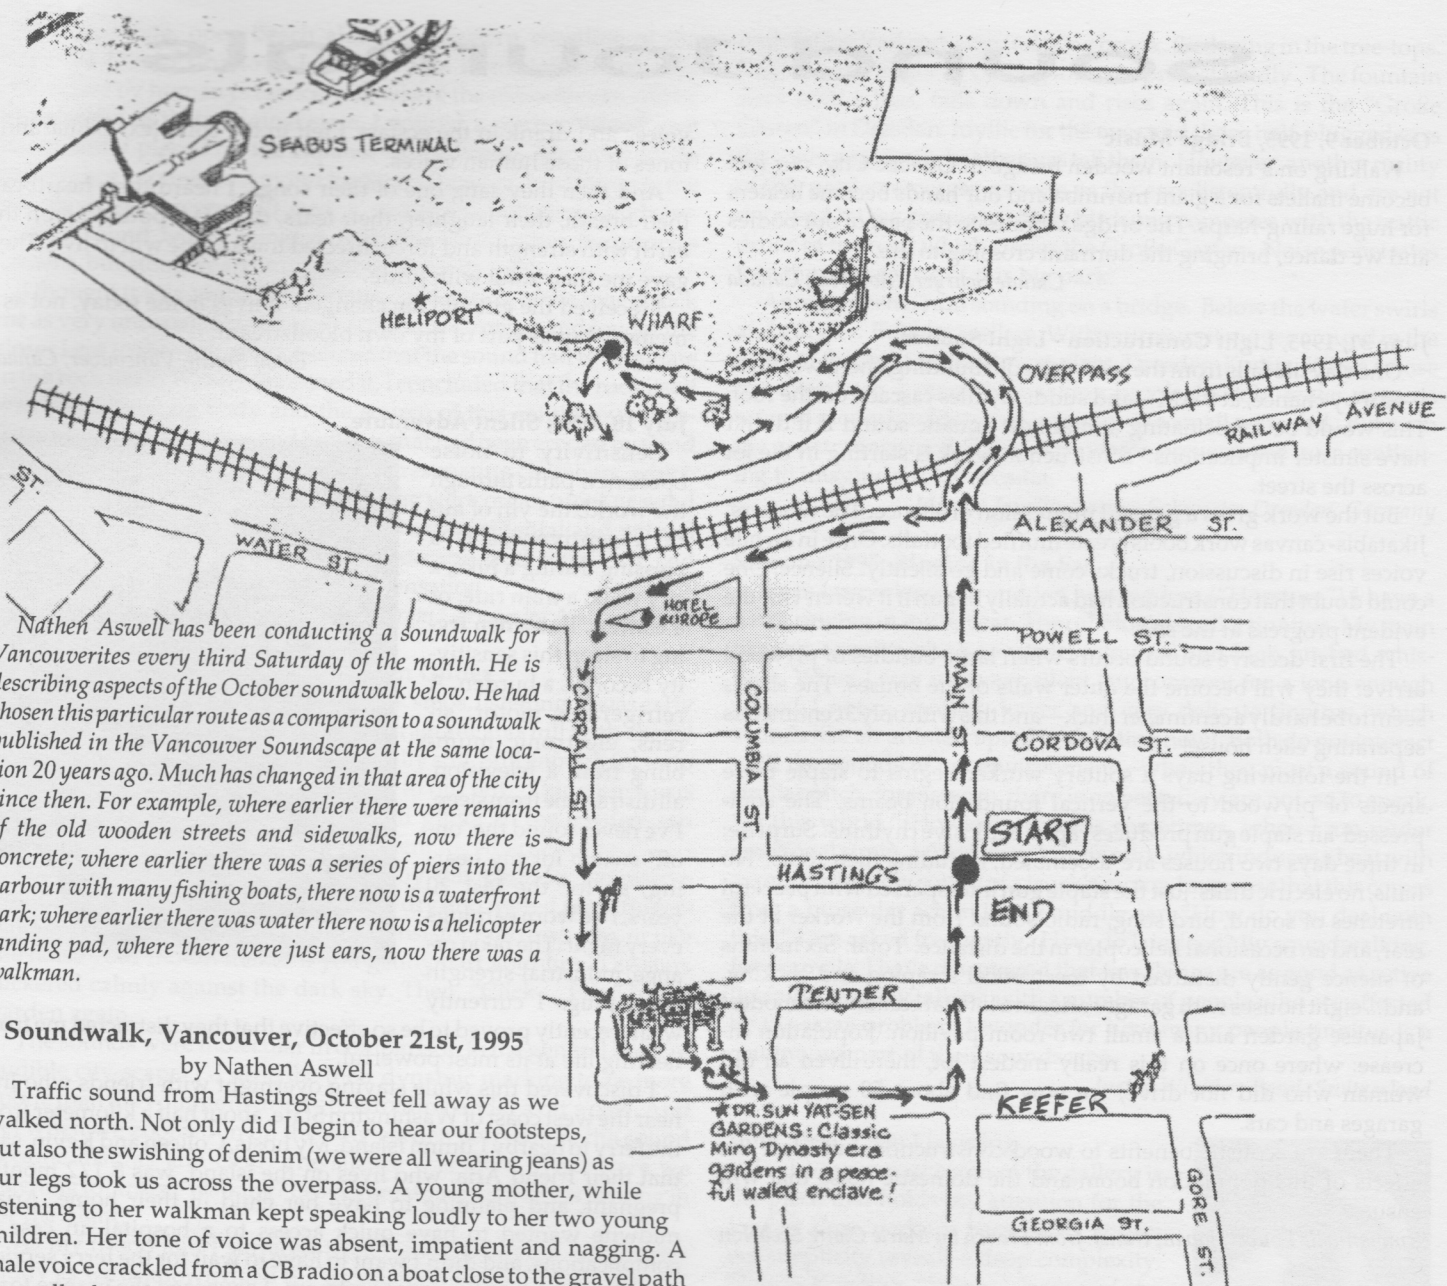 SEABUS TERMINAL
HELIPORT
WHARF
OVERPASS
RAILWAY AVENUE
ST.
WATER ST.
ALEXANDER ST.
HOTEL
EUROPE
POWELL ST.
CARRALL ST.
COLUMBIA ST.
MAIN ST.
CORDOVA ST.
START
HASTINGS
END
PENDER
KEEFER
★ DR. SUN YAT-SEN
GARDENS: Classic
Ming Dynasty era
gardens in a peace-
ful walled enclave!
GEORGIA ST.
GORE ST.
Nathen Aswell has been conducting a soundwalk for
Vancouverites every third Saturday of the month. He is
describing aspects of the October soundwalk below. He had
chosen this particular route as a comparison to a soundwalk
published in the Vancouver Soundscape at the same loca-
tion 20 years ago. Much has changed in that area of the city
since then. For example, where earlier there were remains
of the old wooden streets and sidewalks, now there is
concrete; where earlier there was a series of piers into the
harbour with many fishing boats, there now is a waterfront
park; where earlier there was water there now is a helicopter
landing pad, where there were just ears, now there was a
walkman.
Soundwalk, Vancouver, October 21st, 1995
by Nathen Aswell
Traffic sound from Hastings Street fell away as we
walked north. Not only did I begin to hear our footsteps,
but also the swishing of denim (we were all wearing jeans) as
our legs took us across the overpass. A young mother, while
listening to her walkman kept speaking loudly to her two young
children. Her tone of voice was absent, impatient and nagging. A
male voice crackled from a CB radio on a boat close to the gravel path